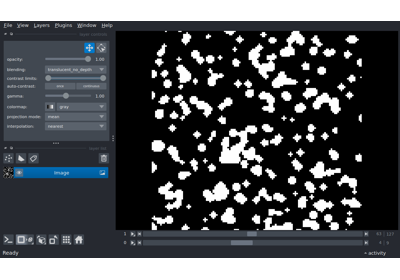 File View Layers Plugins Window Help
opacity: 1.00
blending: translucent_no_depth
contrast limits:
auto-contrast: once continuous
gamma: 1.00
colormap: gray
projection mode: mean
interpolation: nearest
Image
Ready
activity